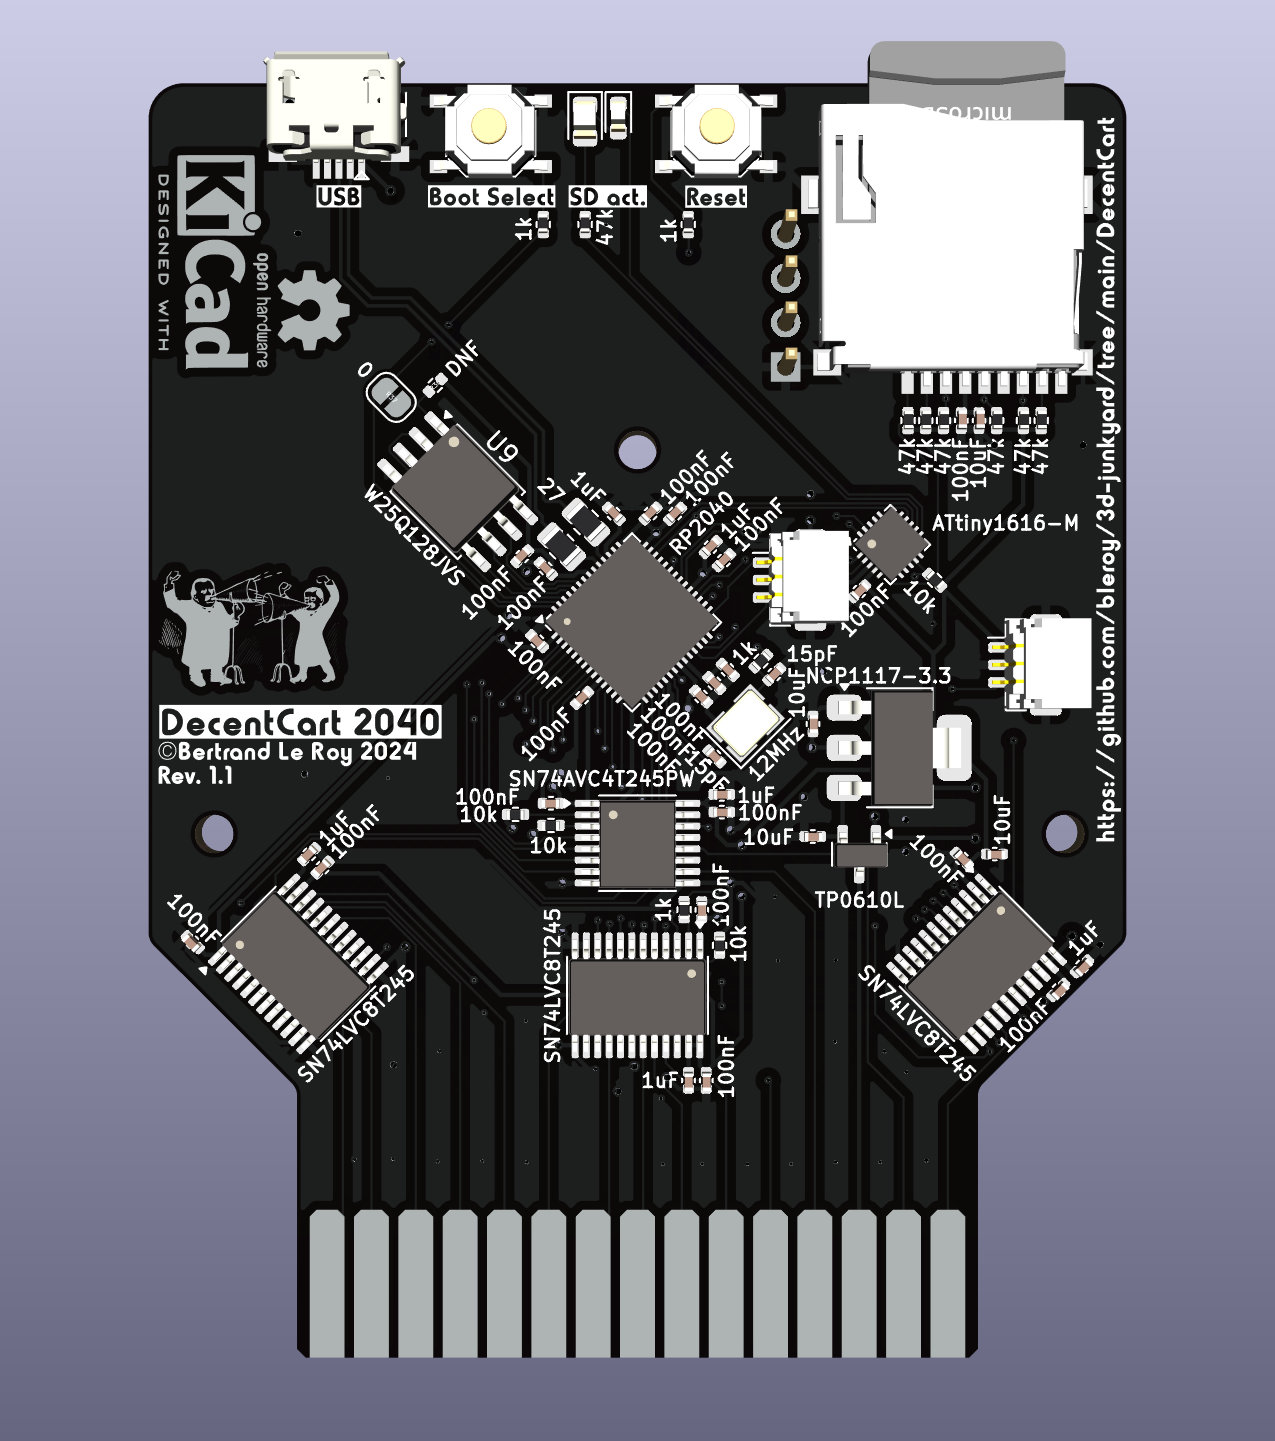 microSD
USB
Boot Select
SD act.
Reset
1k
47k
1k
DESIGNED WITH
KiCad
open hardware
https://github.com/bleroy/3d-junkyard/tree/main/DecentCart
0
DNF
U9
W25Q128JVS
27
1uF
100nF
100nF
RP2040
1uF
100nF
47k
47k
47k
100nF
10uF
47k
47k
47k
ATtiny1616-M
100nF
10k
100nF
100nF
100nF
100nF
1k
15pF
10uF
NCP1117-3.3
100nF
100nF
100nF
15pF
12MHz
DecentCart 2040
©Bertrand Le Roy 2024
Rev. 1.1
SN74AVC4T245PW
100nF
10k
10k
1uF
100nF
10uF
10uF
TP0610L
1uF
100nF
100nF
SN74LVC8T245
1k
100nF
10k
SN74LVC8T245
1uF
100nF
100nF
SN74LVC8T245
1uF
100nF